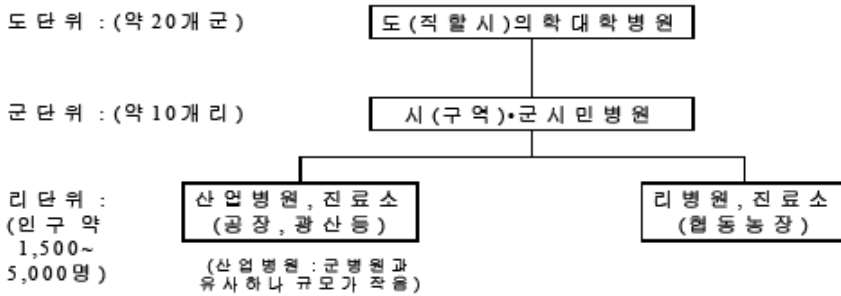 도 단 위 : (약 20개 군)
도 (직 할 시)의 학 대 학 병 원
군 단 위 : (약 10개 리)
시 (구 역)•군 시 민 병 원
리 단 위 :
(인 구 약
1,500~
5,000명 )
산 업 병 원 , 진 료 소
(공 장 , 광 산 등 )
리 병 원 , 진 료 소
(협 동 농 장 )
(산 업 병 원 : 군 병 원 과
유 사 하 나 규 모 가 작 음 )